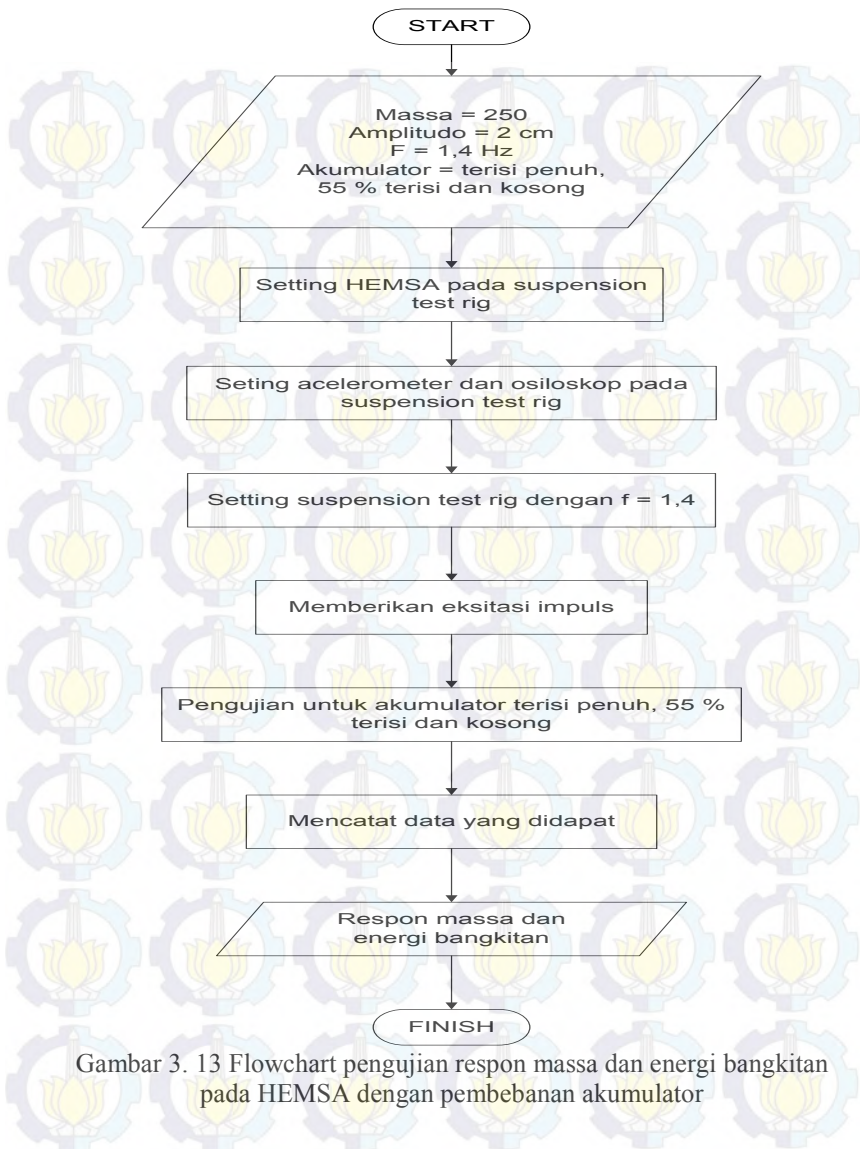 START
Massa = 250
Amplitudo = 2 cm
F = 1,4 Hz
Akumulator = terisi penuh,
55 % terisi dan kosong
Setting HEMSA pada suspension
test rig
Seting acelerometer dan osiloskop pada
suspension test rig
Setting suspension test rig dengan f = 1,4
Memberikan eksitasi impuls
Pengujian untuk akumulator terisi penuh, 55 %
terisi dan kosong
Mencatat data yang didapat
Respon massa dan
energi bangkitan
FINISH
Gambar 3. 13 Flowchart pengujian respon massa dan energi bangkitan
pada HEMSA dengan pembebanan akumulator